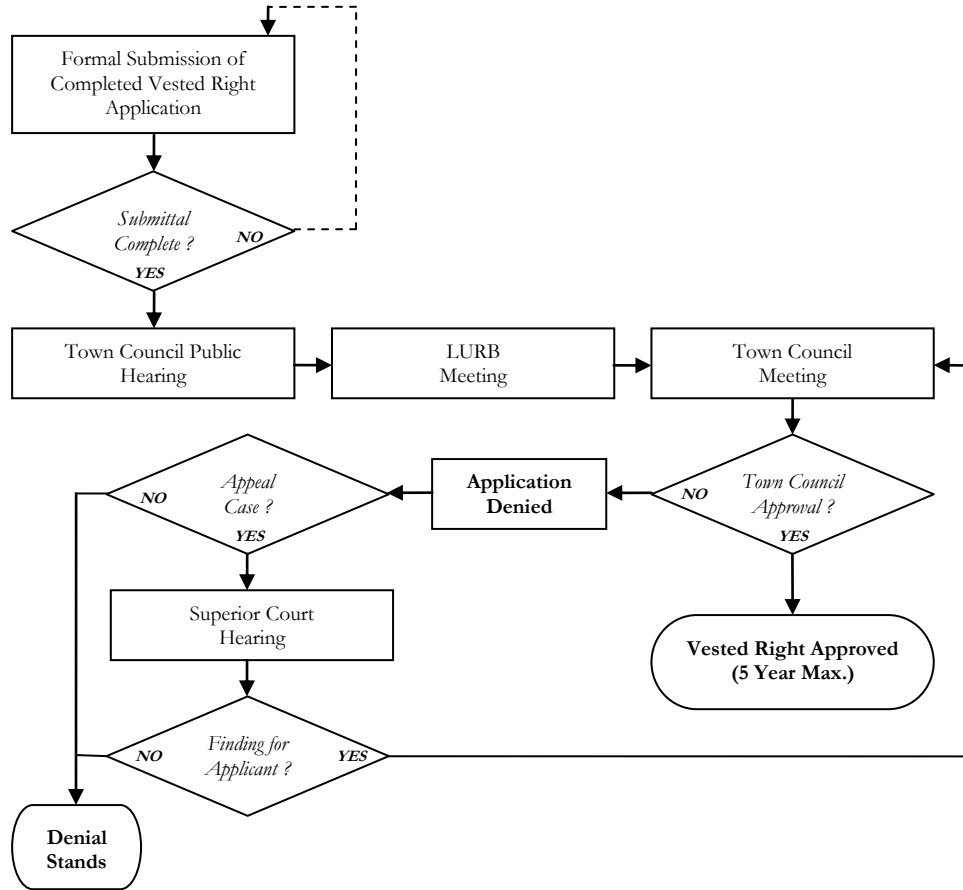 Formal Submission of
Completed Vested Right
Application
Submittal
Complete ?
NO
YES
Town Council Public
Hearing
LURB
Meeting
Town Council
Meeting
Appeal
Case ?
NO
YES
Application
Denied
Town Council
Approval ?
NO
YES
Superior Court
Hearing
Vested Right Approved
(5 Year Max.)
Finding for
Applicant ?
NO
YES
Denial
Stands